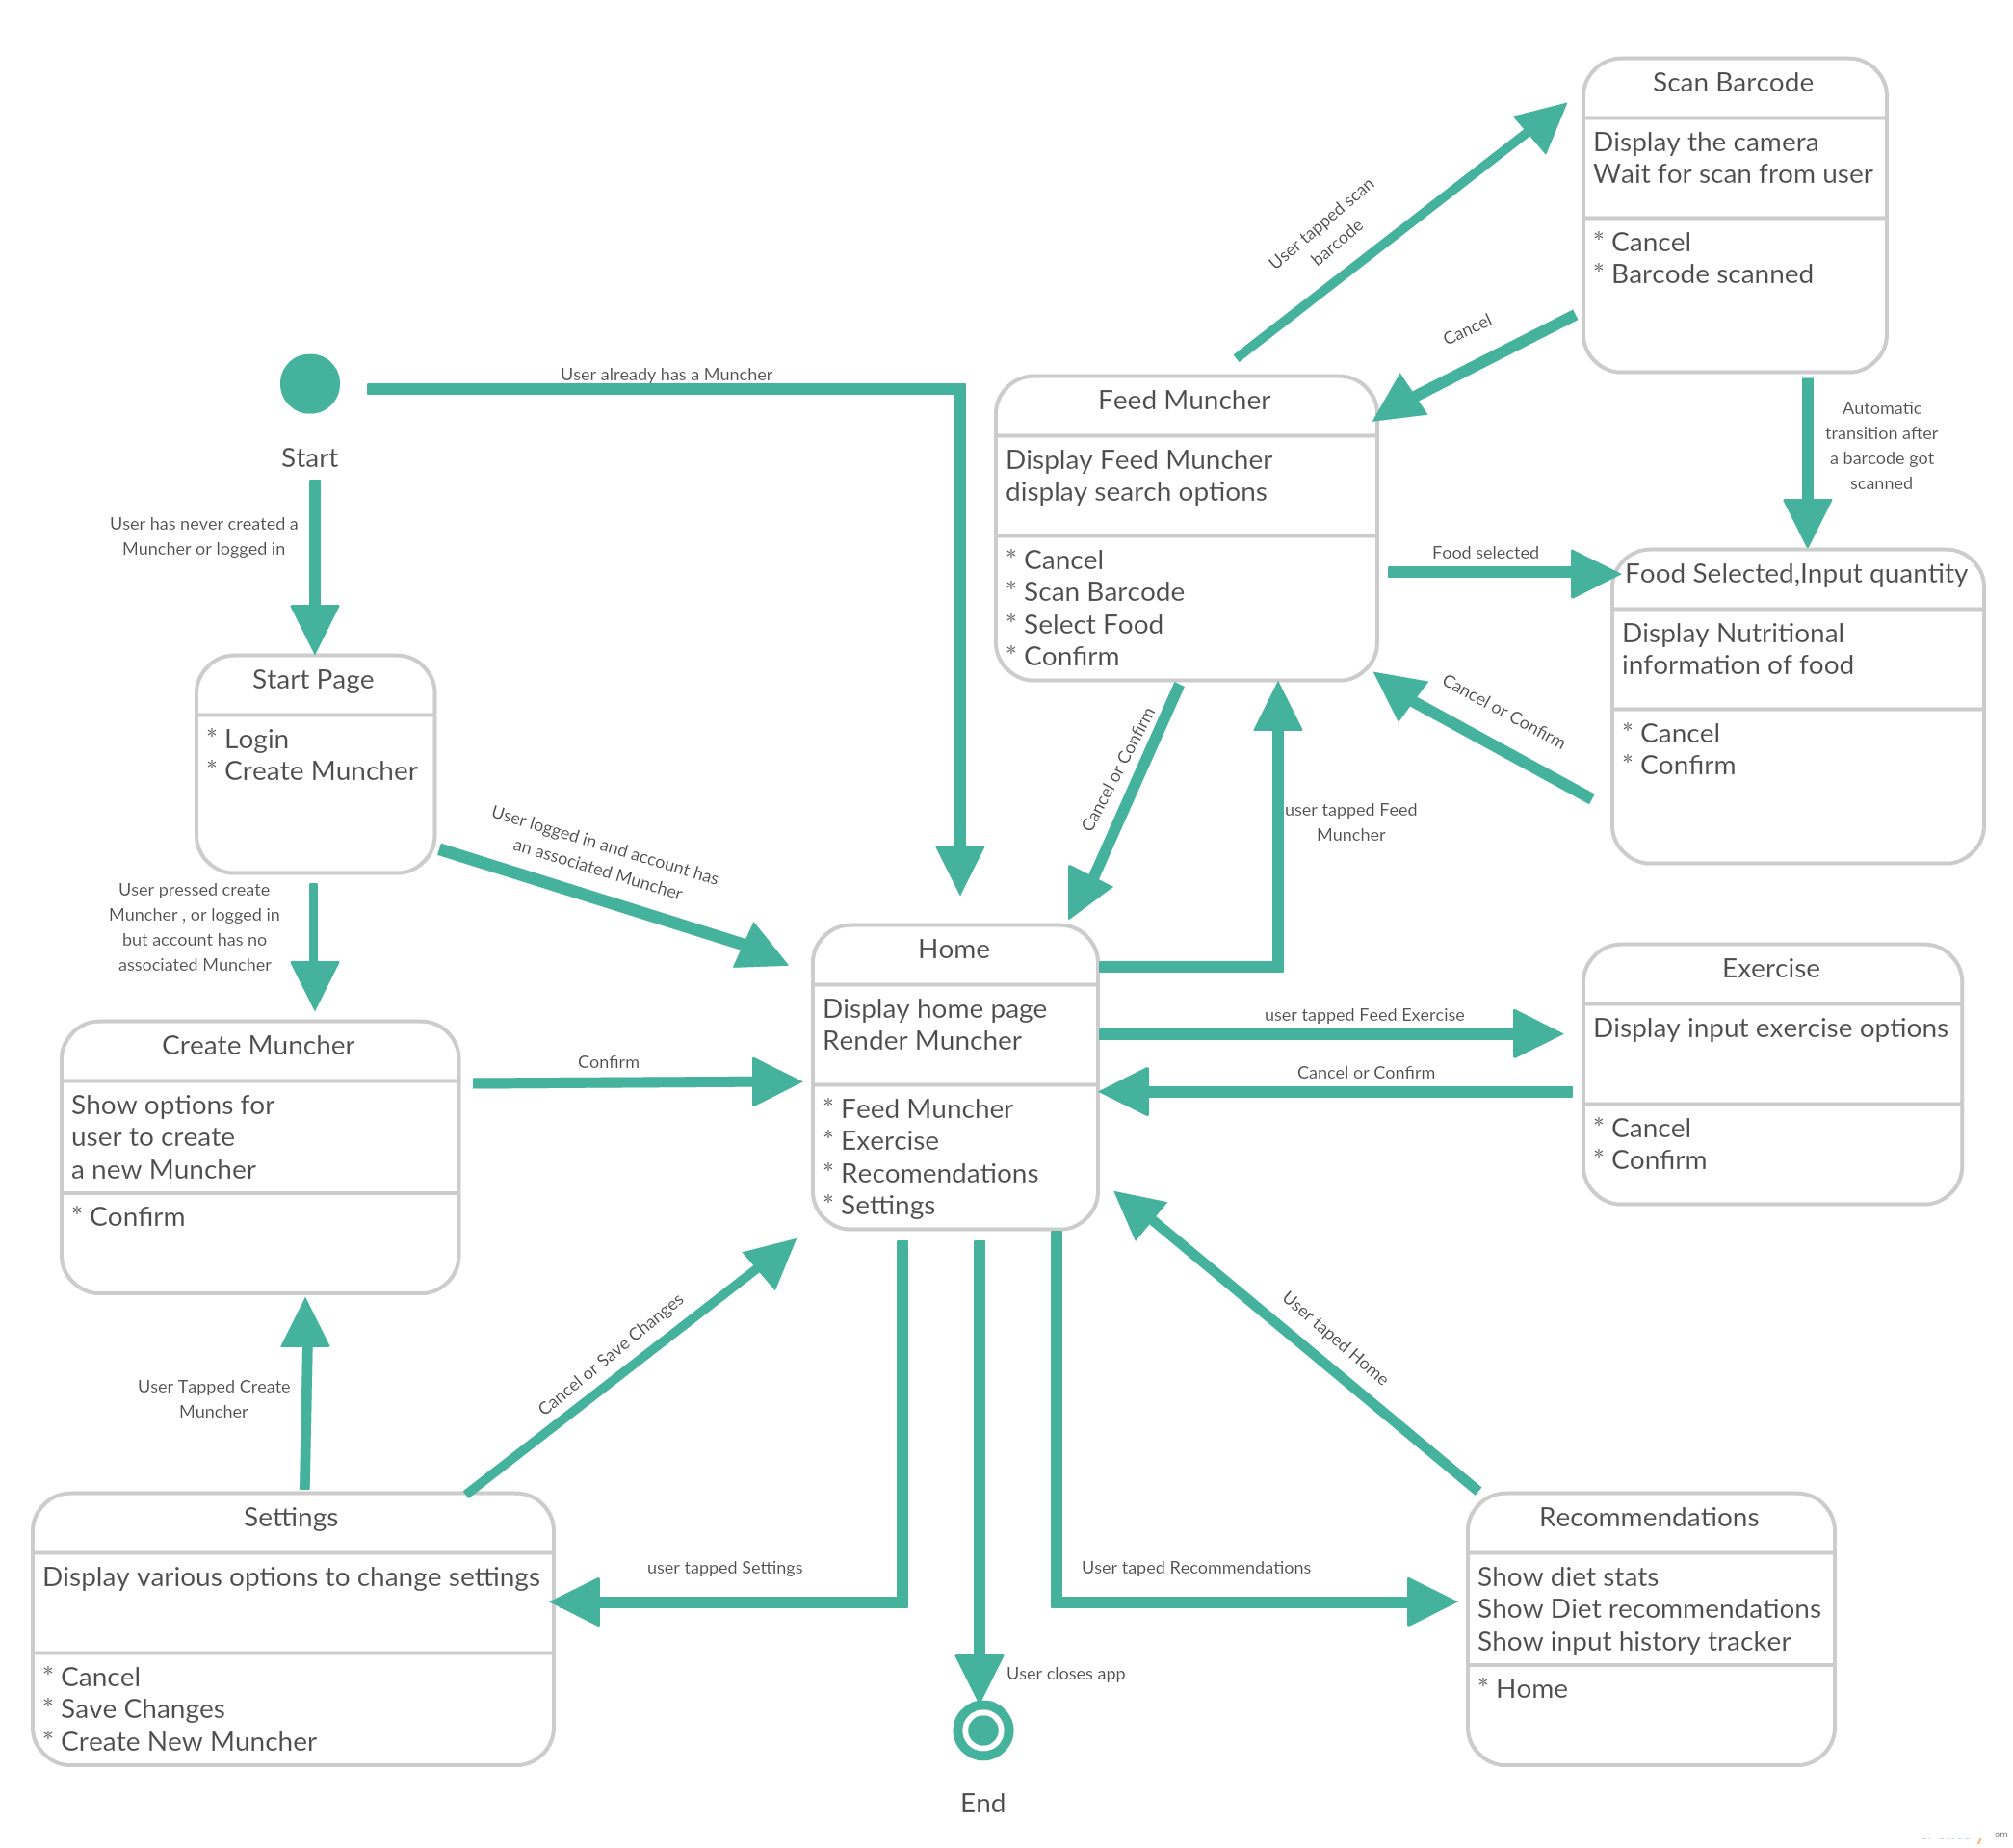 Scan Barcode
Display the camera
Wait for scan from user
* Cancel
* Barcode scanned
User tapped scan
barcode
Cancel
Automatic
transition after
a barcode got
scanned
Start
User already has a Muncher
User has never created a
Muncher or logged in
Feed Muncher
Display Feed Muncher
display search options
* Cancel
* Scan Barcode
* Select Food
* Confirm
Food selected
Food Selected,Input quantity
Display Nutritional
information of food
* Cancel
* Confirm
Cancel or Confirm
Start Page
* Login
* Create Muncher
User logged in and account has
an associated Muncher
Cancel or Confirm
user tapped Feed
Muncher
User pressed create
Muncher , or logged in
but account has no
associated Muncher
Home
Display home page
Render Muncher
* Feed Muncher
* Exercise
* Recomendations
* Settings
user tapped Feed Exercise
Cancel or Confirm
Exercise
Display input exercise options
* Cancel
* Confirm
Create Muncher
Show options for
user to create
a new Muncher
* Confirm
Confirm
User Tapped Create
Muncher
Cancel or Save Changes
User taped Home
Settings
Display various options to change settings
* Cancel
* Save Changes
* Create New Muncher
user tapped Settings
User taped Recommendations
User closes app
Recommendations
Show diet stats
Show Diet recommendations
Show input history tracker
* Home
End